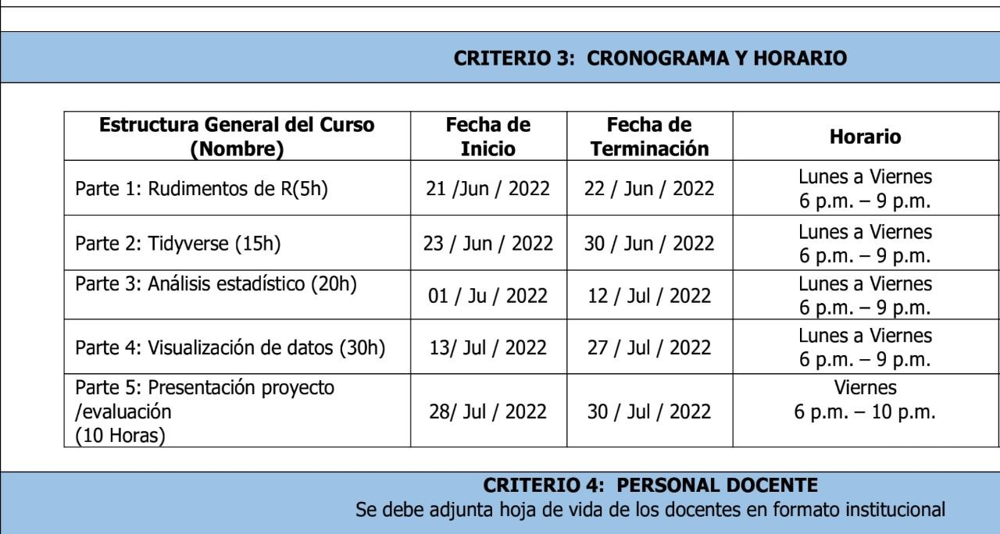 CRITERIO 3: CRONOGRAMA Y HORARIO
Estructura General del Curso
(Nombre)
Fecha de
Inicio
Fecha de
Terminación
Horario
Parte 1: Rudimentos de R(5h)
21 /Jun / 2022
22 / Jun / 2022
Lunes a Viernes
6 p.m. – 9 p.m.
Parte 2: Tidyverse (15h)
23 / Jun / 2022
30 / Jun / 2022
Lunes a Viernes
6 p.m. – 9 p.m.
Parte 3: Análisis estadístico (20h)
01 / Ju / 2022
12 / Jul / 2022
Lunes a Viernes
6 p.m. – 9 p.m.
Parte 4: Visualización de datos (30h)
13/ Jul / 2022
27 / Jul / 2022
Lunes a Viernes
6 p.m. – 9 p.m.
Parte 5: Presentación proyecto
/evaluación
(10 Horas)
28/ Jul / 2022
30 / Jul / 2022
Viernes
6 p.m. – 10 p.m.
CRITERIO 4: PERSONAL DOCENTE
Se debe adjunta hoja de vida de los docentes en formato institucional